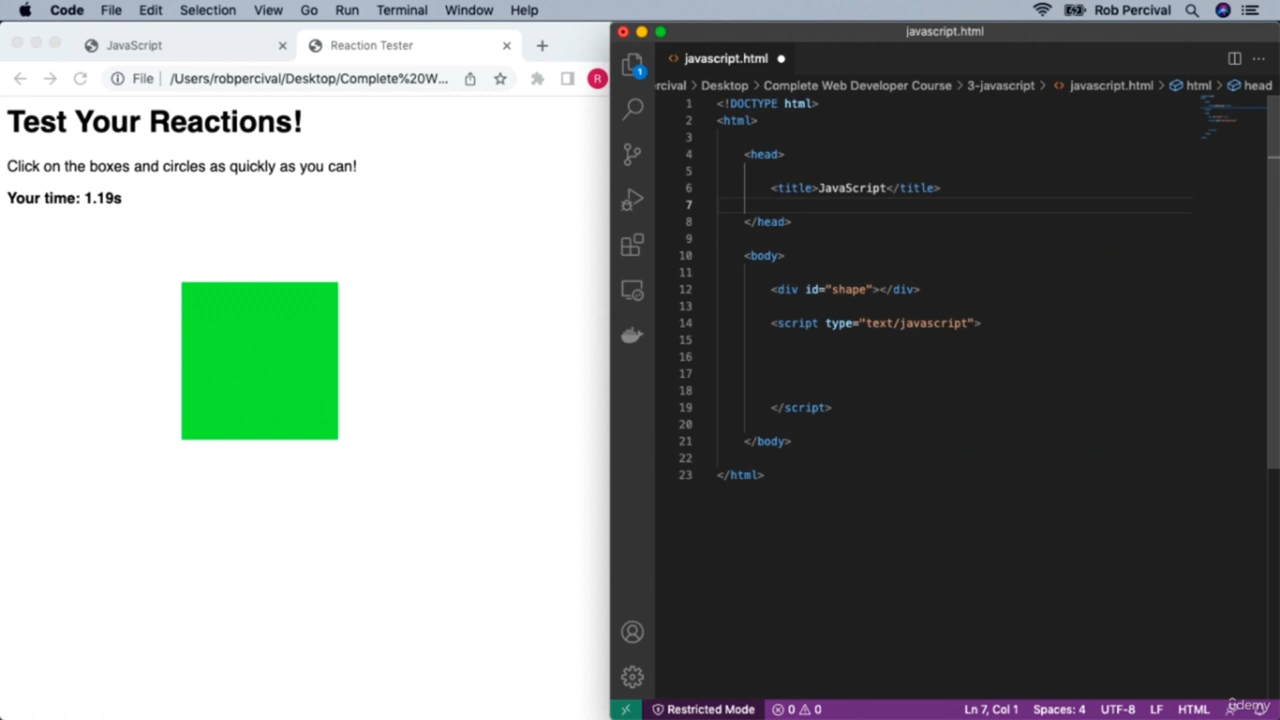 Code File Edit Selection View Go Run Terminal Window Help Rob Percival
JavaScript
Reaction Tester
File /Users/robpercival/Desktop/Complete%20W... R
Test Your Reactions!
Click on the boxes and circles as quickly as you can!
Your time: 1.19s
javascript.html
javascript.html
1
rcival > Desktop > Complete Web Developer Course > 3-javascript > javascript.html > html > head
1 <!DOCTYPE html>
2 <html>
3
4 <head>
5
6 <title>JavaScript</title>
7
8 </head>
9
10 <body>
11
12 <div id="shape"></div>
13
14 <script type="text/javascript">
15
16
17
18
19 </script>
20
21 </body>
22
23 </html>
Restricted Mode 0 0 Ln 7, Col 1 Spaces: 4 UTF-8 LF HTML
udemy